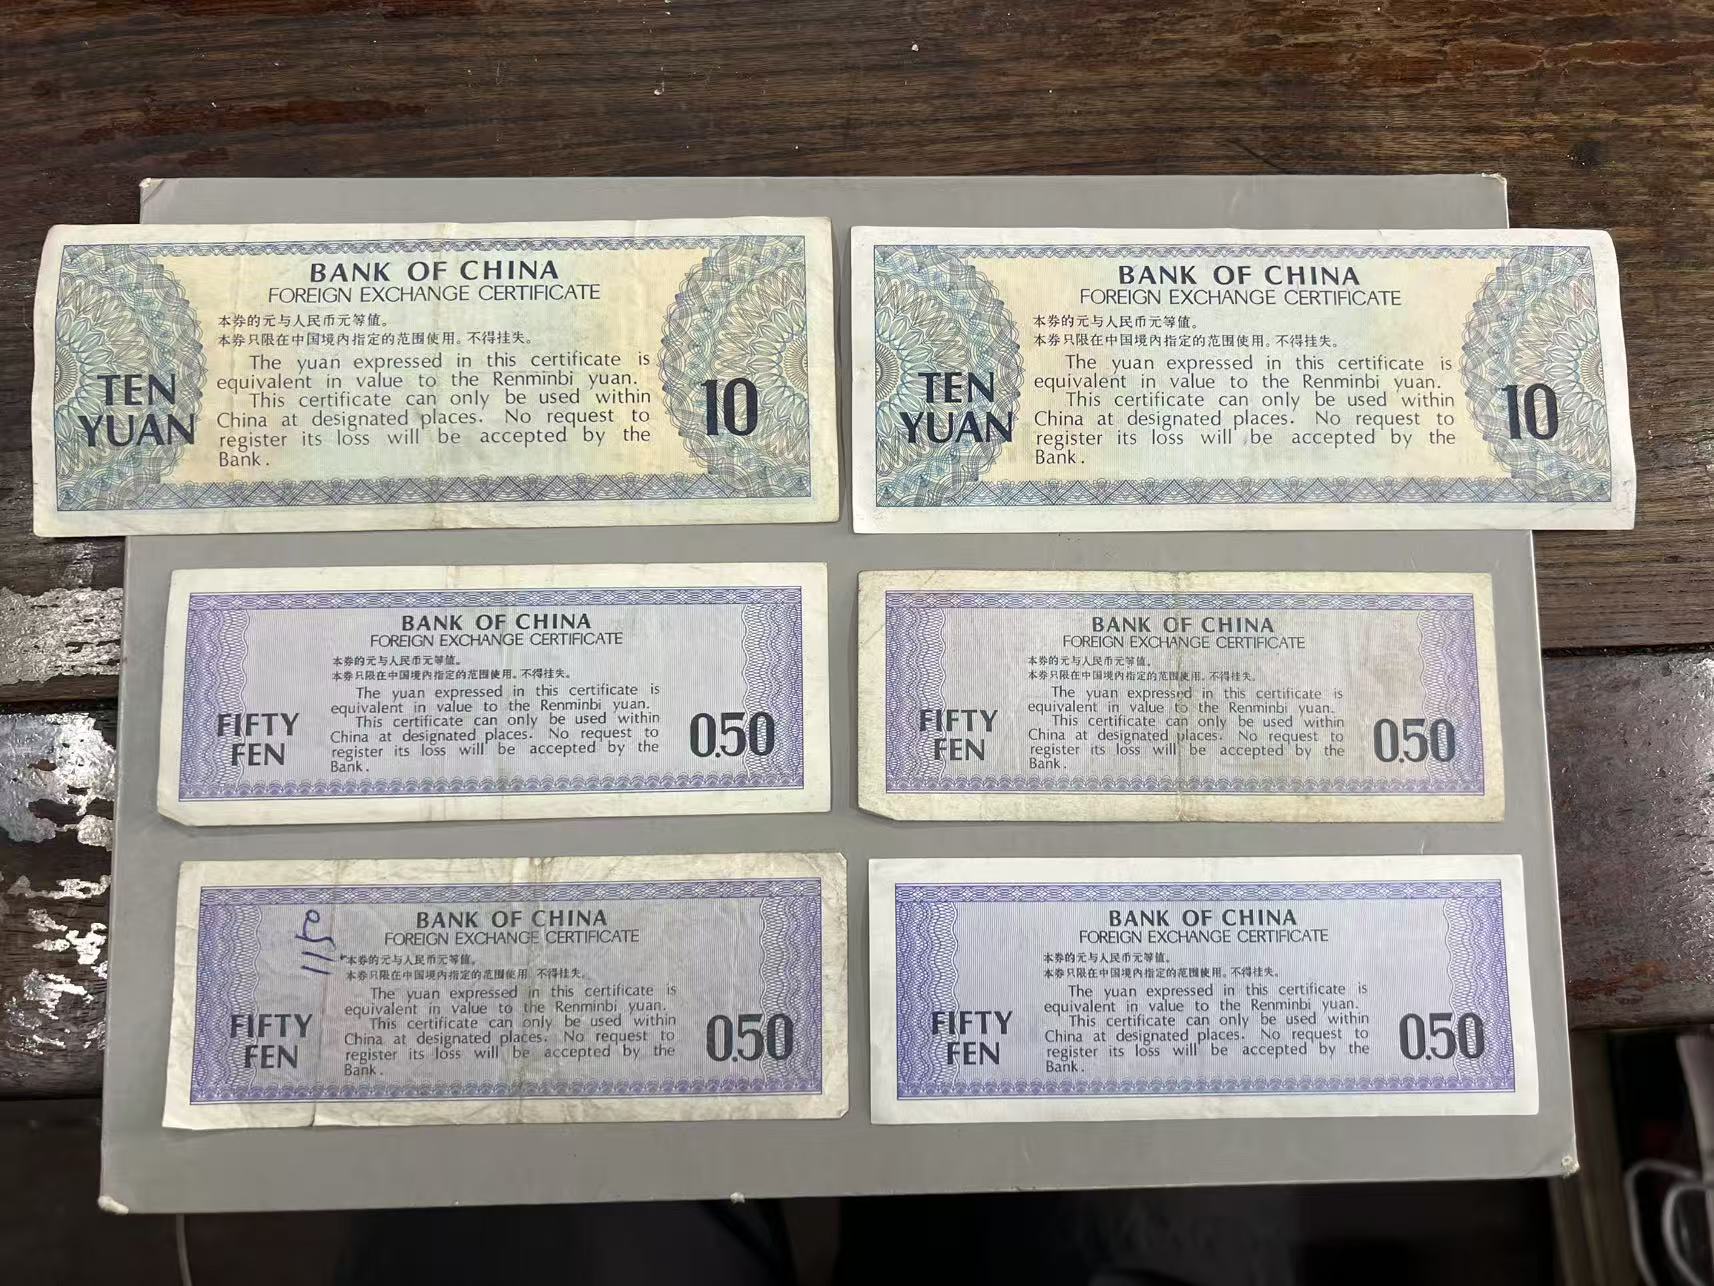 BANK OF CHINA
FOREIGN EXCHANGE CERTIFICATE
本券的元与人民币元等值。
本券只限在中国境内指定的范围使用。不得挂失。
The yuan expressed in this certificate is
equivalent in value to the Renminbi yuan.
This certificate can only be used within
China at designated places. No request to
register its loss will be accepted by the
Bank.
TEN
YUAN
10
BANK OF CHINA
FOREIGN EXCHANGE CERTIFICATE
本券的元与人民币元等值。
本券只限在中国境内指定的范围使用。不得挂失。
The yuan expressed in this certificate is
equivalent in value to the Renminbi yuan.
This certificate can only be used within
China at designated places. No request to
register its loss will be accepted by the
Bank.
TEN
YUAN
10
BANK OF CHINA
FOREIGN EXCHANGE CERTIFICATE
本券的元与人民币元等值。
本券只限在中国境内指定的范围使用。不得挂失。
The yuan expressed in this certificate is
equivalent in value to the Renminbi yuan.
This certificate can only be used within
China at designated places. No request to
register its loss will be accepted by the
Bank.
FIFTY
FEN
0.50
BANK OF CHINA
FOREIGN EXCHANGE CERTIFICATE
本券的元与人民币元等值。
本券只限在中国境内指定的范围使用。不得挂失。
The yuan expressed in this certificate is
equivalent in value to the Renminbi yuan.
This certificate can only be used within
China at designated places. No request to
register its loss will be accepted by the
Bank.
FIFTY
FEN
0.50
BANK OF CHINA
FOREIGN EXCHANGE CERTIFICATE
本券的元与人民币元等值。
本券只限在中国境内指定的范围使用。不得挂失。
The yuan expressed in this certificate is
equivalent in value to the Renminbi yuan.
This certificate can only be used within
China at designated places. No request to
register its loss will be accepted by the
Bank.
FIFTY
FEN
0.50
1150
BANK OF CHINA
FOREIGN EXCHANGE CERTIFICATE
本券的元与人民币元等值。
本券只限在中国境内指定的范围使用。不得挂失。
The yuan expressed in this certificate is
equivalent in value to the Renminbi yuan.
This certificate can only be used within
China at designated places. No request to
register its loss will be accepted by the
Bank.
FIFTY
FEN
0.50